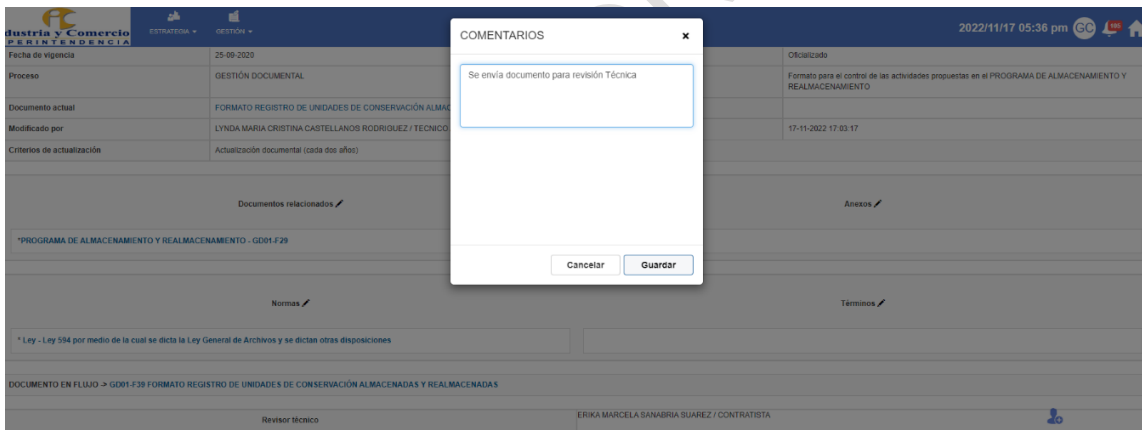 dustria y Comercio
PERINTENDENCIA
ESTRATEGIA
GESTIÓN
2022/11/17 05:36 pm GC 195
COMENTARIOS
Se envía documento para revisión Técnica
Cancelar Guardar
Fecha de vigencia 25-09-2020 Oficializado
Proceso GESTIÓN DOCUMENTAL Formato para el control de las actividades propuestas en el PROGRAMA DE ALMACENAMIENTO Y
REALMACENAMIENTO
Documento actual FORMATO REGISTRO DE UNIDADES DE CONSERVACIÓN ALMAC
Modificado por LYNDA MARIA CRISTINA CASTELLANOS RODRIGUEZ / TECNICO 17-11-2022 17:03:17
Criterios de actualización Actualización documental (cada dos años)
Documentos relacionados Anexos
*PROGRAMA DE ALMACENAMIENTO Y REALMACENAMIENTO - GD01-F29
Normas Términos
* Ley - Ley 594 por medio de la cual se dicta la Ley General de Archivos y se dictan otras disposiciones
DOCUMENTO EN FLUJO -> GD01-F39 FORMATO REGISTRO DE UNIDADES DE CONSERVACIÓN ALMACENADAS Y REALMACENADAS
Revisor técnico ERIKA MARCELA SANABRIA SUAREZ / CONTRATISTA